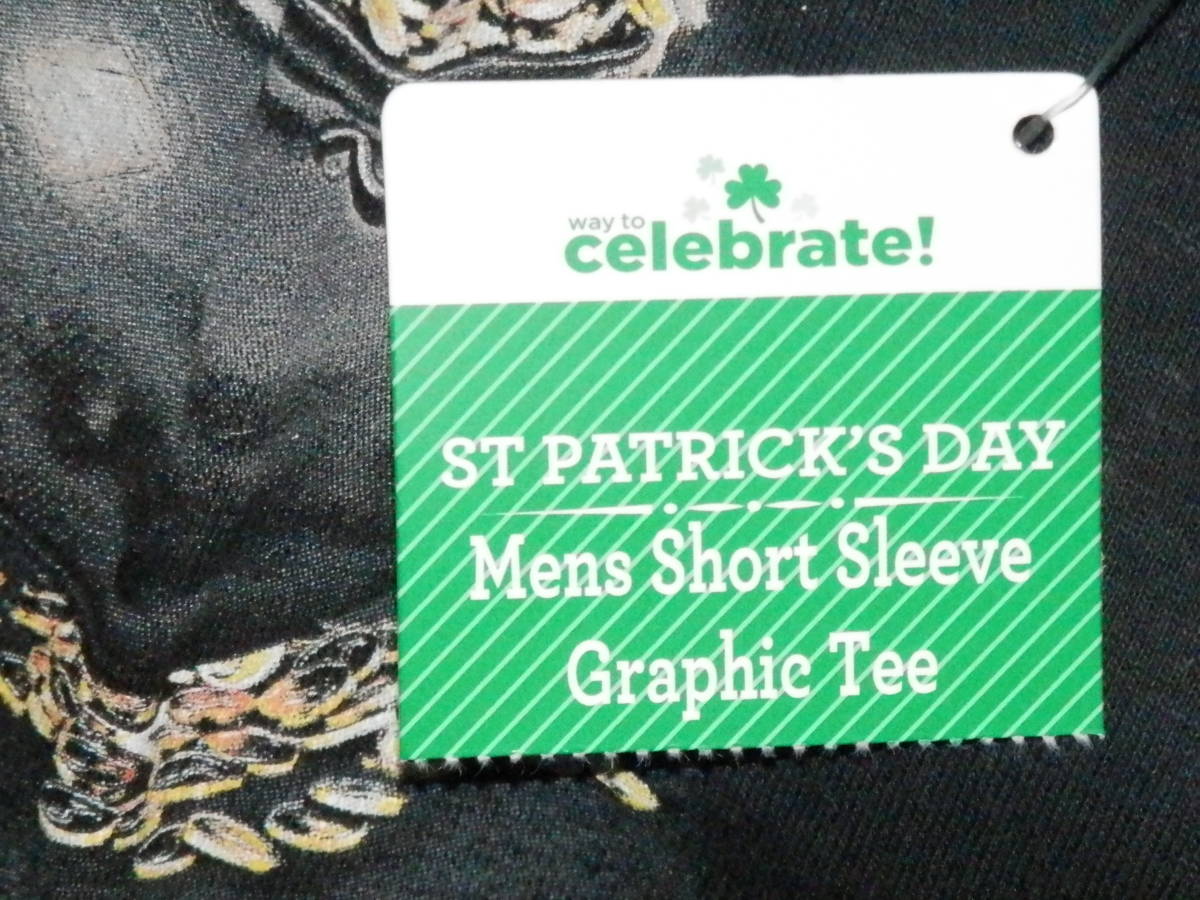 way to
celebrate!
ST PATRICK'S DAY
Mens Short Sleeve
Graphic Tee